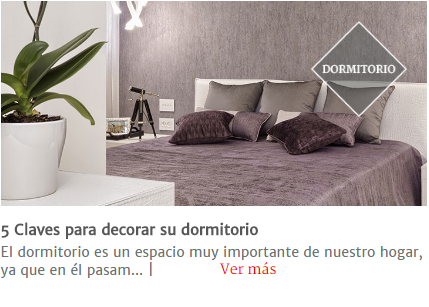 DORMITORIO
5 Claves para decorar su dormitorio
El dormitorio es un espacio muy importante de nuestro hogar,
ya que en él pasam... | Ver más